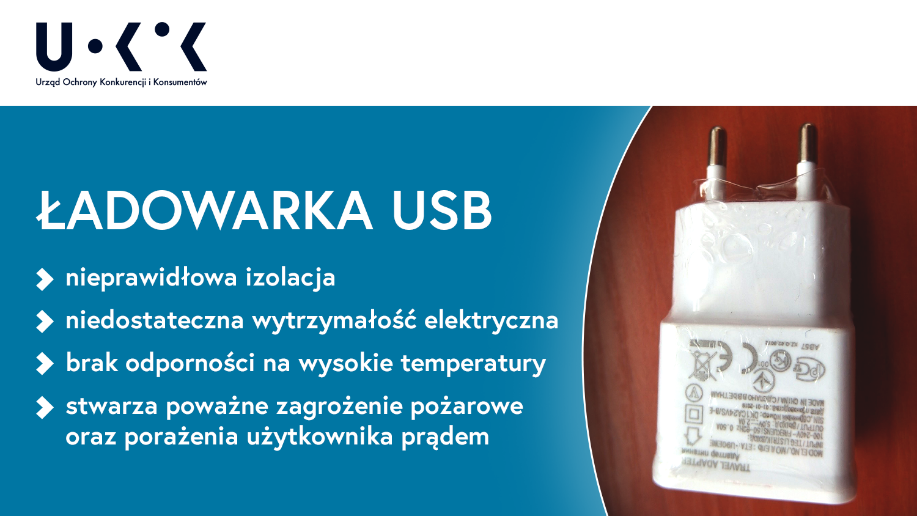 UOKiK
Urząd Ochrony Konkurencji i Konsumentów
ŁADOWARKA USB
nieprawidłowa izolacja
niedostateczna wytrzymałość elektryczna
brak odporności na wysokie temperatury
stwarza poważne zagrożenie pożarowe
oraz porażenia użytkownika prądem
TRAVEL ADAPTER